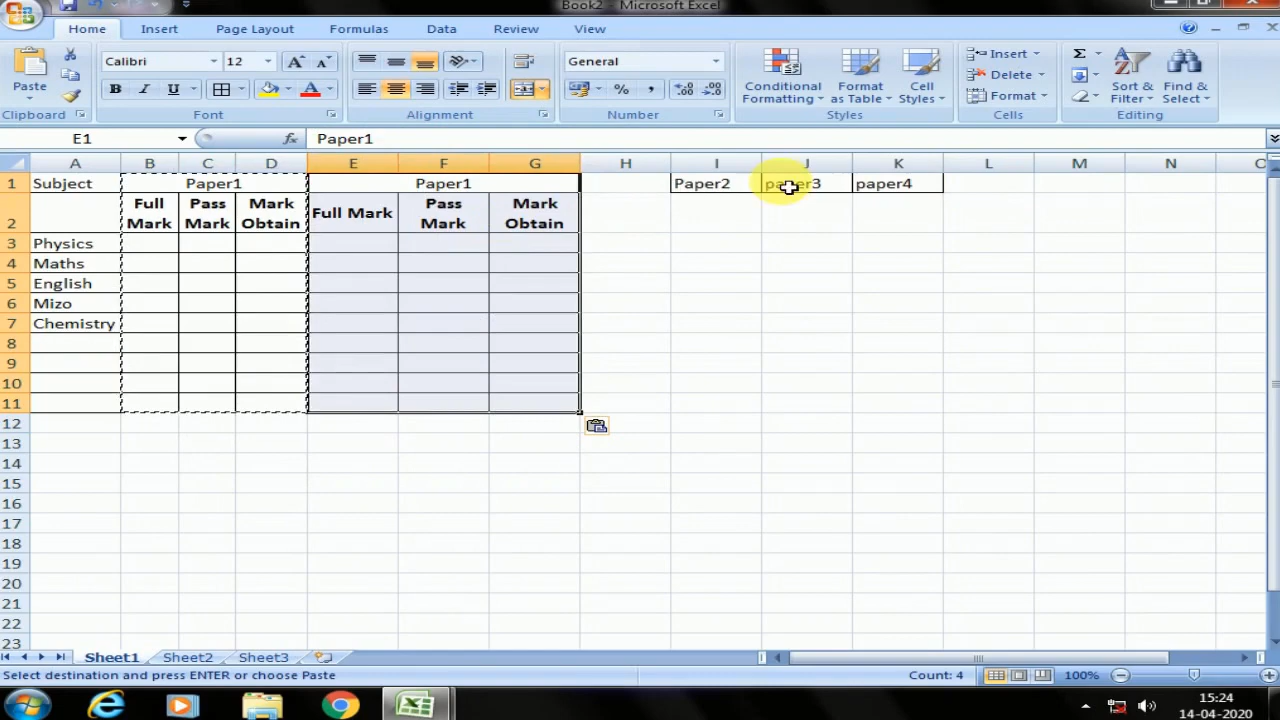 Book2 - Microsoft Excel
Home Insert Page Layout Formulas Data Review View
Paste
Clipboard
Calibri 12
B I U
A A A
Font
Alignment
General
% ,
Number
Conditional Formatting
Format as Table
Cell Styles
Styles
Insert
Delete
Format
Cells
Σ
Sort & Filter
Find & Select
Editing
E1 fx Paper1
A B C D E F G H I J K L M N O
1 Subject Paper1 Paper1 Paper2 paper3 paper4
2 Full Mark Pass Mark Mark Obtain Full Mark Pass Mark Mark Obtain
3 Physics
4 Maths
5 English
6 Mizo
7 Chemistry
8
9
10
11
12
13
14
15
16
17
18
19
20
21
22
23
Sheet1 Sheet2 Sheet3
Select destination and press ENTER or choose Paste Count: 4 100%
15:24
14-04-2020